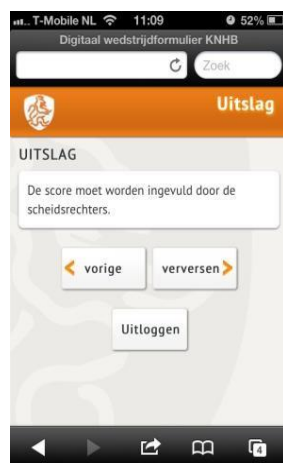 T-Mobile NL 11:09 52%
Digitaal wedstrijdformulier KNHB
Zoek
Uitslag
UITSLAG
De score moet worden ingevuld door de
scheidsrechters.
vorige verversen
Uitloggen
4